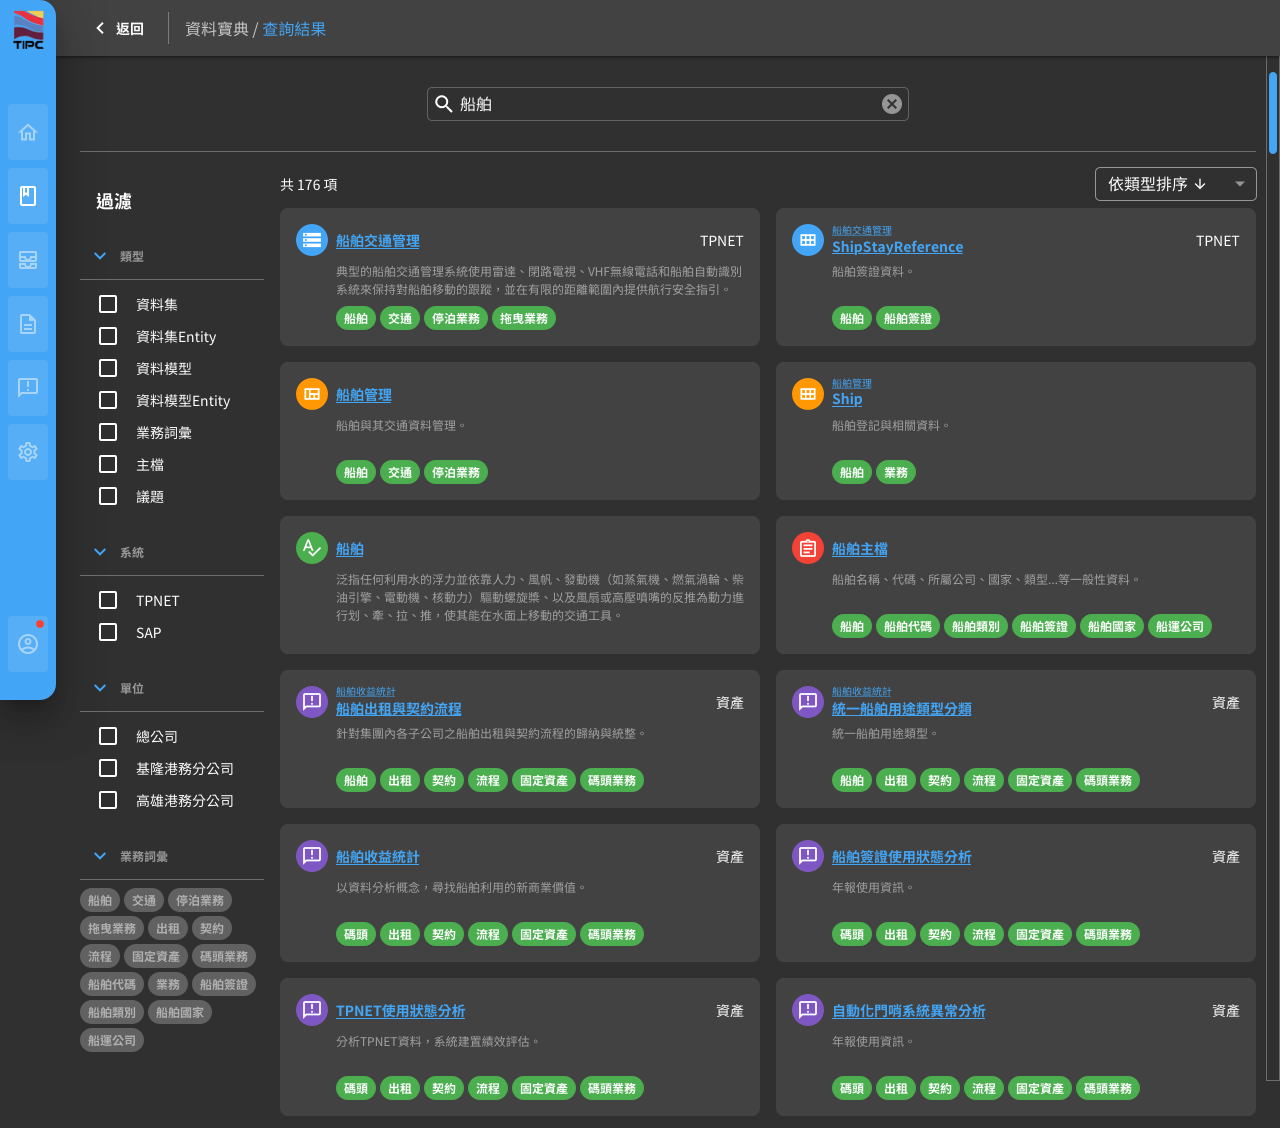 TIPC
返回
資料寶典 / 查詢結果
船舶
過濾
類型
資料集
資料集Entity
資料模型
資料模型Entity
業務詞彙
主檔
議題
系統
TPNET
SAP
單位
總公司
基隆港務分公司
高雄港務分公司
業務詞彙
船舶 交通 停泊業務
拖曳業務 出租 契約
流程 固定資產 碼頭業務
船舶代碼 業務 船舶簽證
船舶類別 船舶國家
船運公司
共 176 項
依類型排序
船舶交通管理 TPNET
典型的船舶交通管理系統使用雷達、閉路電視、VHF無線電話和船舶自動識別
系統來保持對船舶移動的跟蹤，並在有限的距離範圍內提供航行安全指引。
船舶 交通 停泊業務 拖曳業務
船舶交通管理
ShipStayReference TPNET
船舶簽證資料。
船舶 船舶簽證
船舶管理
船舶與其交通資料管理。
船舶 交通 停泊業務
船舶管理
Ship
船舶登記與相關資料。
船舶 業務
船舶
泛指任何利用水的浮力並依靠人力、風帆、發動機（如蒸氣機、燃氣渦輪、柴
油引擎、電動機、核動力）驅動螺旋槳、以及風扇或高壓噴嘴的反推為動力進
行划、牽、拉、推，使其能在水面上移動的交通工具。
船舶主檔
船舶名稱、代碼、所屬公司、國家、類型...等一般性資料。
船舶 船舶代碼 船舶類別 船舶簽證 船舶國家 船運公司
船舶收益統計
船舶出租與契約流程 資產
針對集團內各子公司之船舶出租與契約流程的歸納與統整。
船舶 出租 契約 流程 固定資產 碼頭業務
船舶收益統計
統一船舶用途類型分類 資產
統一船舶用途類型。
船舶 出租 契約 流程 固定資產 碼頭業務
船舶收益統計 資產
以資料分析概念，尋找船舶利用的新商業價值。
碼頭 出租 契約 流程 固定資產 碼頭業務
船舶簽證使用狀態分析 資產
年報使用資訊。
碼頭 出租 契約 流程 固定資產 碼頭業務
TPNET使用狀態分析 資產
分析TPNET資料，系統建置績效評估。
碼頭 出租 契約 流程 固定資產 碼頭業務
自動化門哨系統異常分析 資產
年報使用資訊。
碼頭 出租 契約 流程 固定資產 碼頭業務